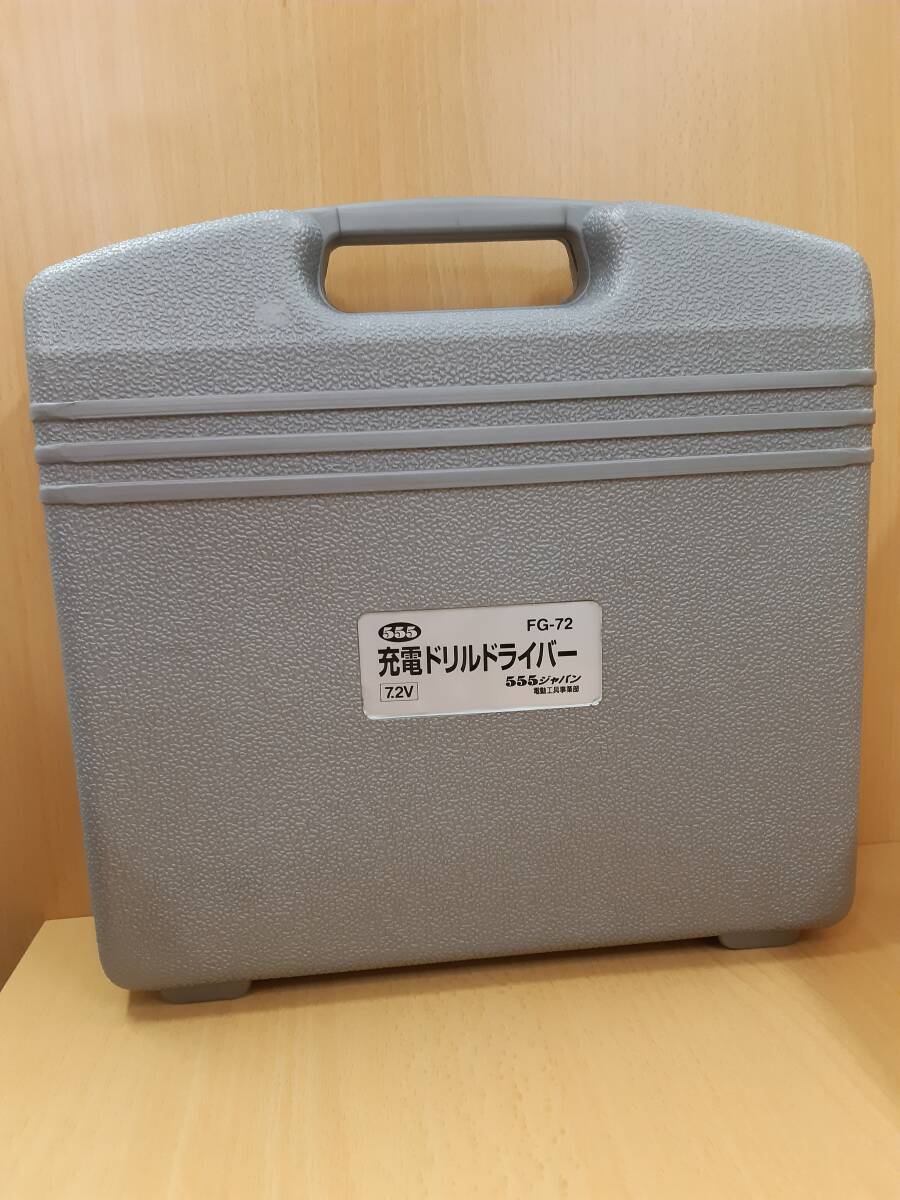 555 FG-72
充電ドリルドライバー
7.2V 555ジャパン
電動工具事業部